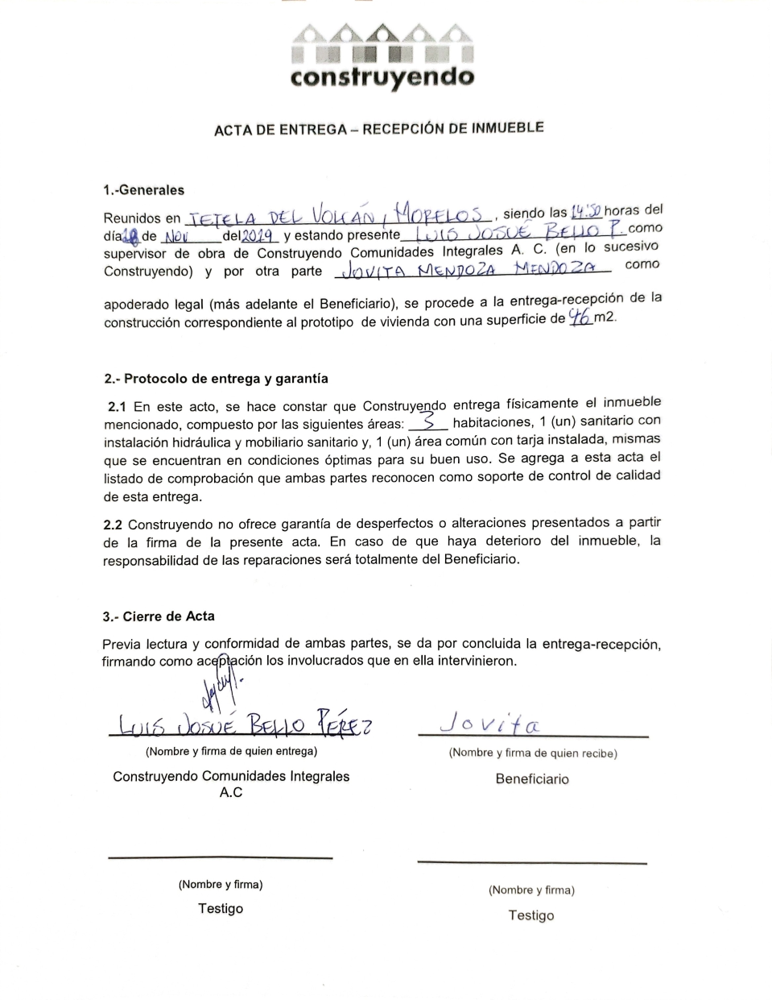 construyendo
ACTA DE ENTREGA – RECEPCIÓN DE INMUEBLE
1.-Generales
Reunidos en TETELA DEL VOLCÁN, MORELOS, siendo las 14:50 horas del
día de NOV del 2019 y estando presente LUIS JOSUÉ BELLO P. como
supervisor de obra de Construyendo Comunidades Integrales A. C. (en lo sucesivo
Construyendo) y por otra parte JOVITA MENDOZA MENDOZA como
apoderado legal (más adelante el Beneficiario), se procede a la entrega-recepción de la
construcción correspondiente al prototipo de vivienda con una superficie de 46 m2.
2.- Protocolo de entrega y garantía
2.1 En este acto, se hace constar que Construyendo entrega físicamente el inmueble
mencionado, compuesto por las siguientes áreas: 3 habitaciones, 1 (un) sanitario con
instalación hidráulica y mobiliario sanitario y, 1 (un) área común con tarja instalada, mismas
que se encuentran en condiciones óptimas para su buen uso. Se agrega a esta acta el
listado de comprobación que ambas partes reconocen como soporte de control de calidad
de esta entrega.
2.2 Construyendo no ofrece garantía de desperfectos o alteraciones presentados a partir
de la firma de la presente acta. En caso de que haya deterioro del inmueble, la
responsabilidad de las reparaciones será totalmente del Beneficiario.
3.- Cierre de Acta
Previa lectura y conformidad de ambas partes, se da por concluida la entrega-recepción,
firmando como aceptación los involucrados que en ella intervinieron.
LUIS JOSUÉ BELLO PÉREZ
(Nombre y firma de quien entrega)
Construyendo Comunidades Integrales
A.C
Jovita
(Nombre y firma de quien recibe)
Beneficiario
(Nombre y firma)
Testigo
(Nombre y firma)
Testigo